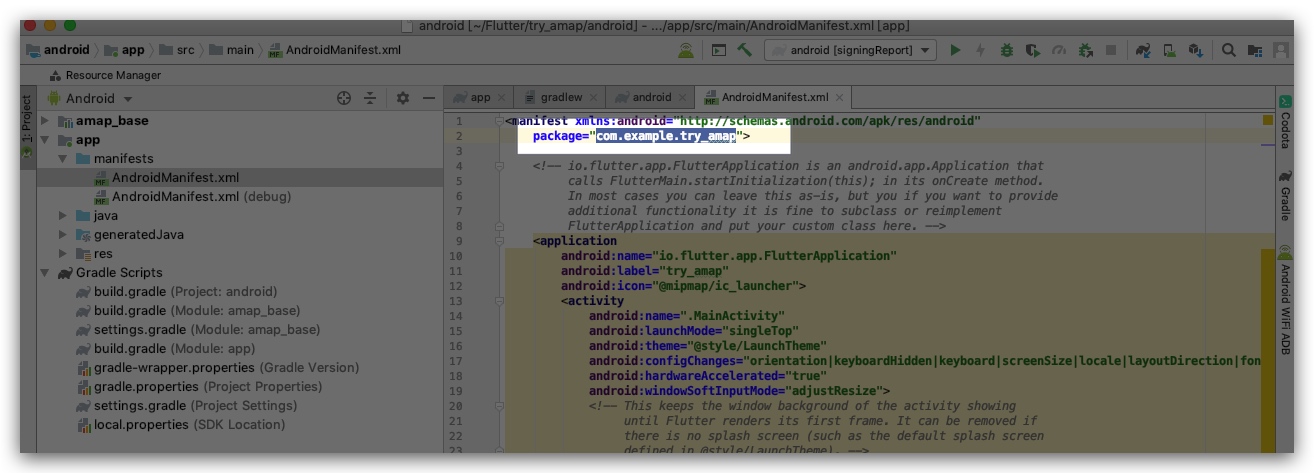 android [~/Flutter/try_amap/android] – .../app/src/main/AndroidManifest.xml [app]
android app src main AndroidManifest.xml android [signingReport]
Resource Manager
1: Project
Android
app gradlew android AndroidManifest.xml
amap_base
app
manifests
AndroidManifest.xml
AndroidManifest.xml (debug)
java
generatedJava
res
Gradle Scripts
build.gradle (Project: android)
build.gradle (Module: amap_base)
settings.gradle (Module: amap_base)
build.gradle (Module: app)
gradle-wrapper.properties (Gradle Version)
gradle.properties (Project Properties)
settings.gradle (Project Settings)
local.properties (SDK Location)
1 <manifest xmlns:android="http://schemas.android.com/apk/res/android"
2 package="com.example.try_amap">
3
4 <!-- io.flutter.app.FlutterApplication is an android.app.Application that
5 calls FlutterMain.startInitialization(this); in its onCreate method.
6 In most cases you can leave this as-is, but you if you want to provide
7 additional functionality it is fine to subclass or reimplement
8 FlutterApplication and put your custom class here. -->
9 <application
10 android:name="io.flutter.app.FlutterApplication"
11 android:label="try_amap"
12 android:icon="@mipmap/ic_launcher">
13 <activity
14 android:name=".MainActivity"
15 android:launchMode="singleTop"
16 android:theme="@style/LaunchTheme"
17 android:configChanges="orientation|keyboardHidden|keyboard|screenSize|locale|layoutDirection|fon
18 android:hardwareAccelerated="true"
19 android:windowSoftInputMode="adjustResize">
20 <!-- This keeps the window background of the activity showing
21 until Flutter renders its first frame. It can be removed if
22 there is no splash screen (such as the default splash screen
23 defined in @style/LaunchTheme). -->
Codota
Gradle
Android WiFi ADB